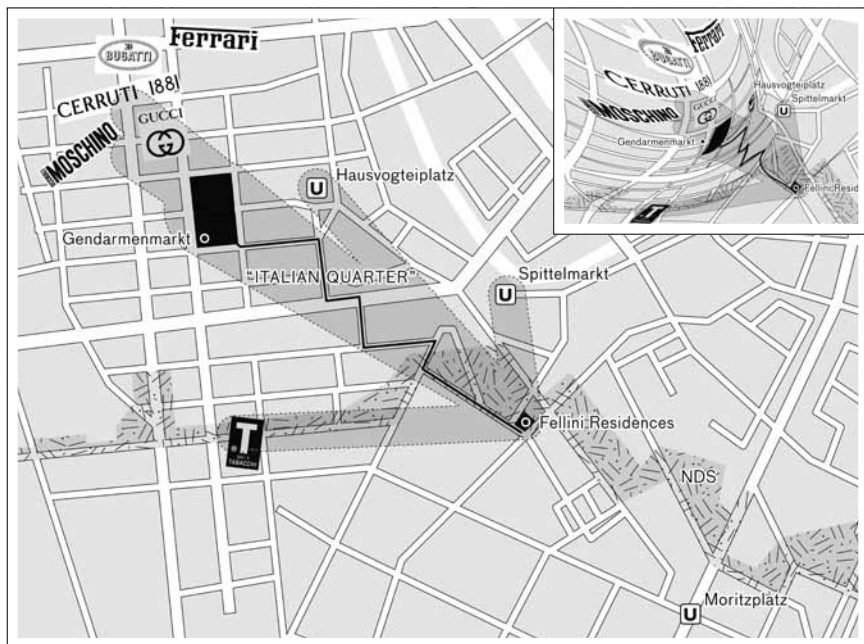 Ferrari
EB
BUGATTI
CERRUTI 1881
MOSCHINO
GUCCI
U
Hausvogteiplatz
Gendarmenmarkt
"ITALIAN QUARTER"
Spittelmarkt
U
T
TABACCHI
Fellini Residences
NDS
U
Moritzplatz
Ferrari
BUGATTI
CERRUTI 1881
MOSCHINO
GUCCI
Hausvogteiplatz
Spittelmarkt
U
Gendarmenmarkt
Fellini Resid
T